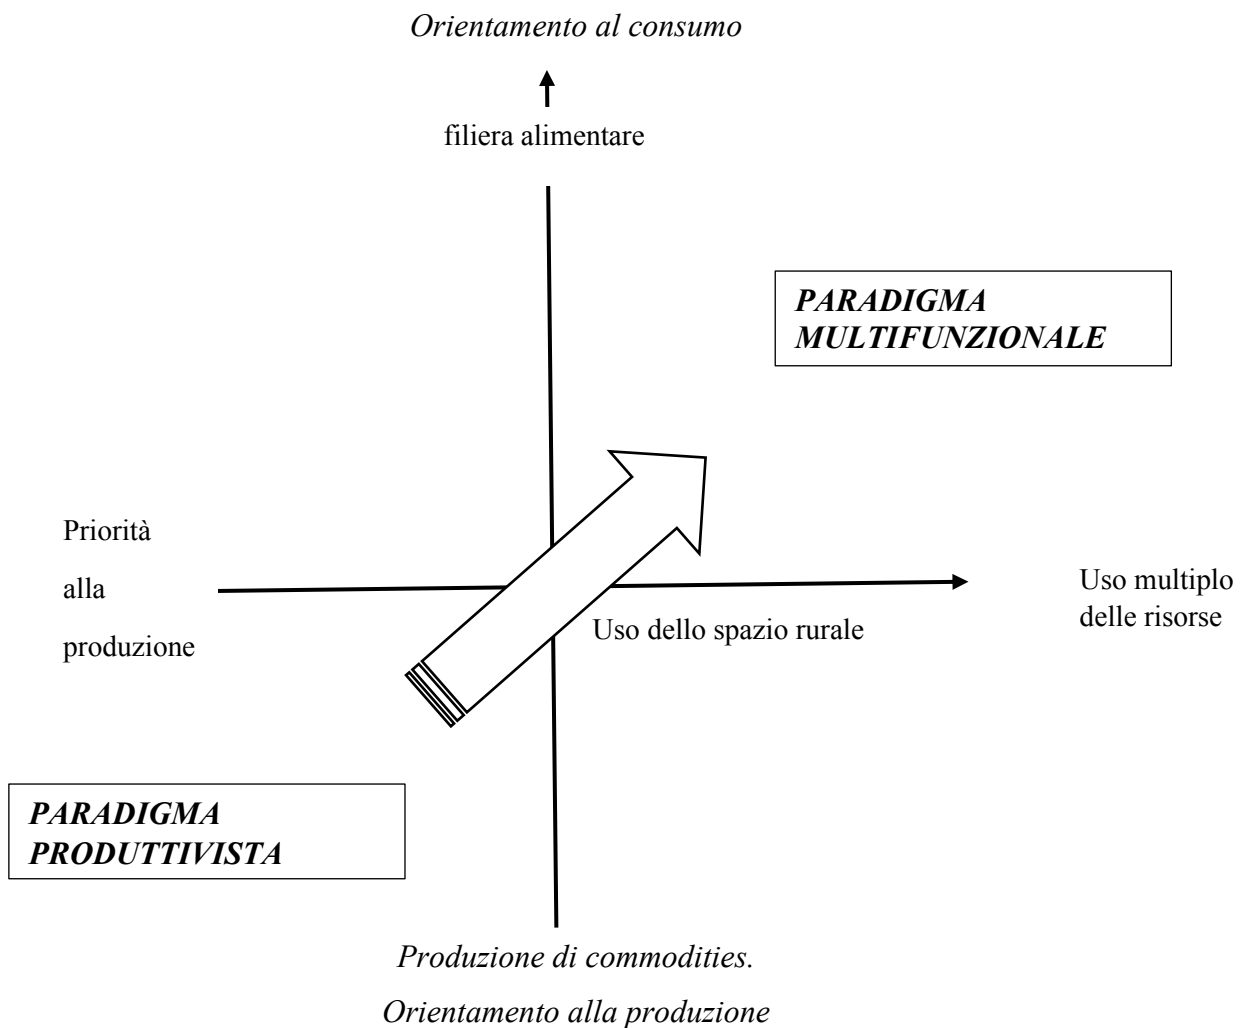 Orientamento al consumo
filiera alimentare
PARADIGMA
MULTIFUNZIONALE
Priorità
alla
produzione
Uso multiplo
delle risorse
Uso dello spazio rurale
PARADIGMA
PRODUTTIVISTA
Produzione di commodities.
Orientamento alla produzione